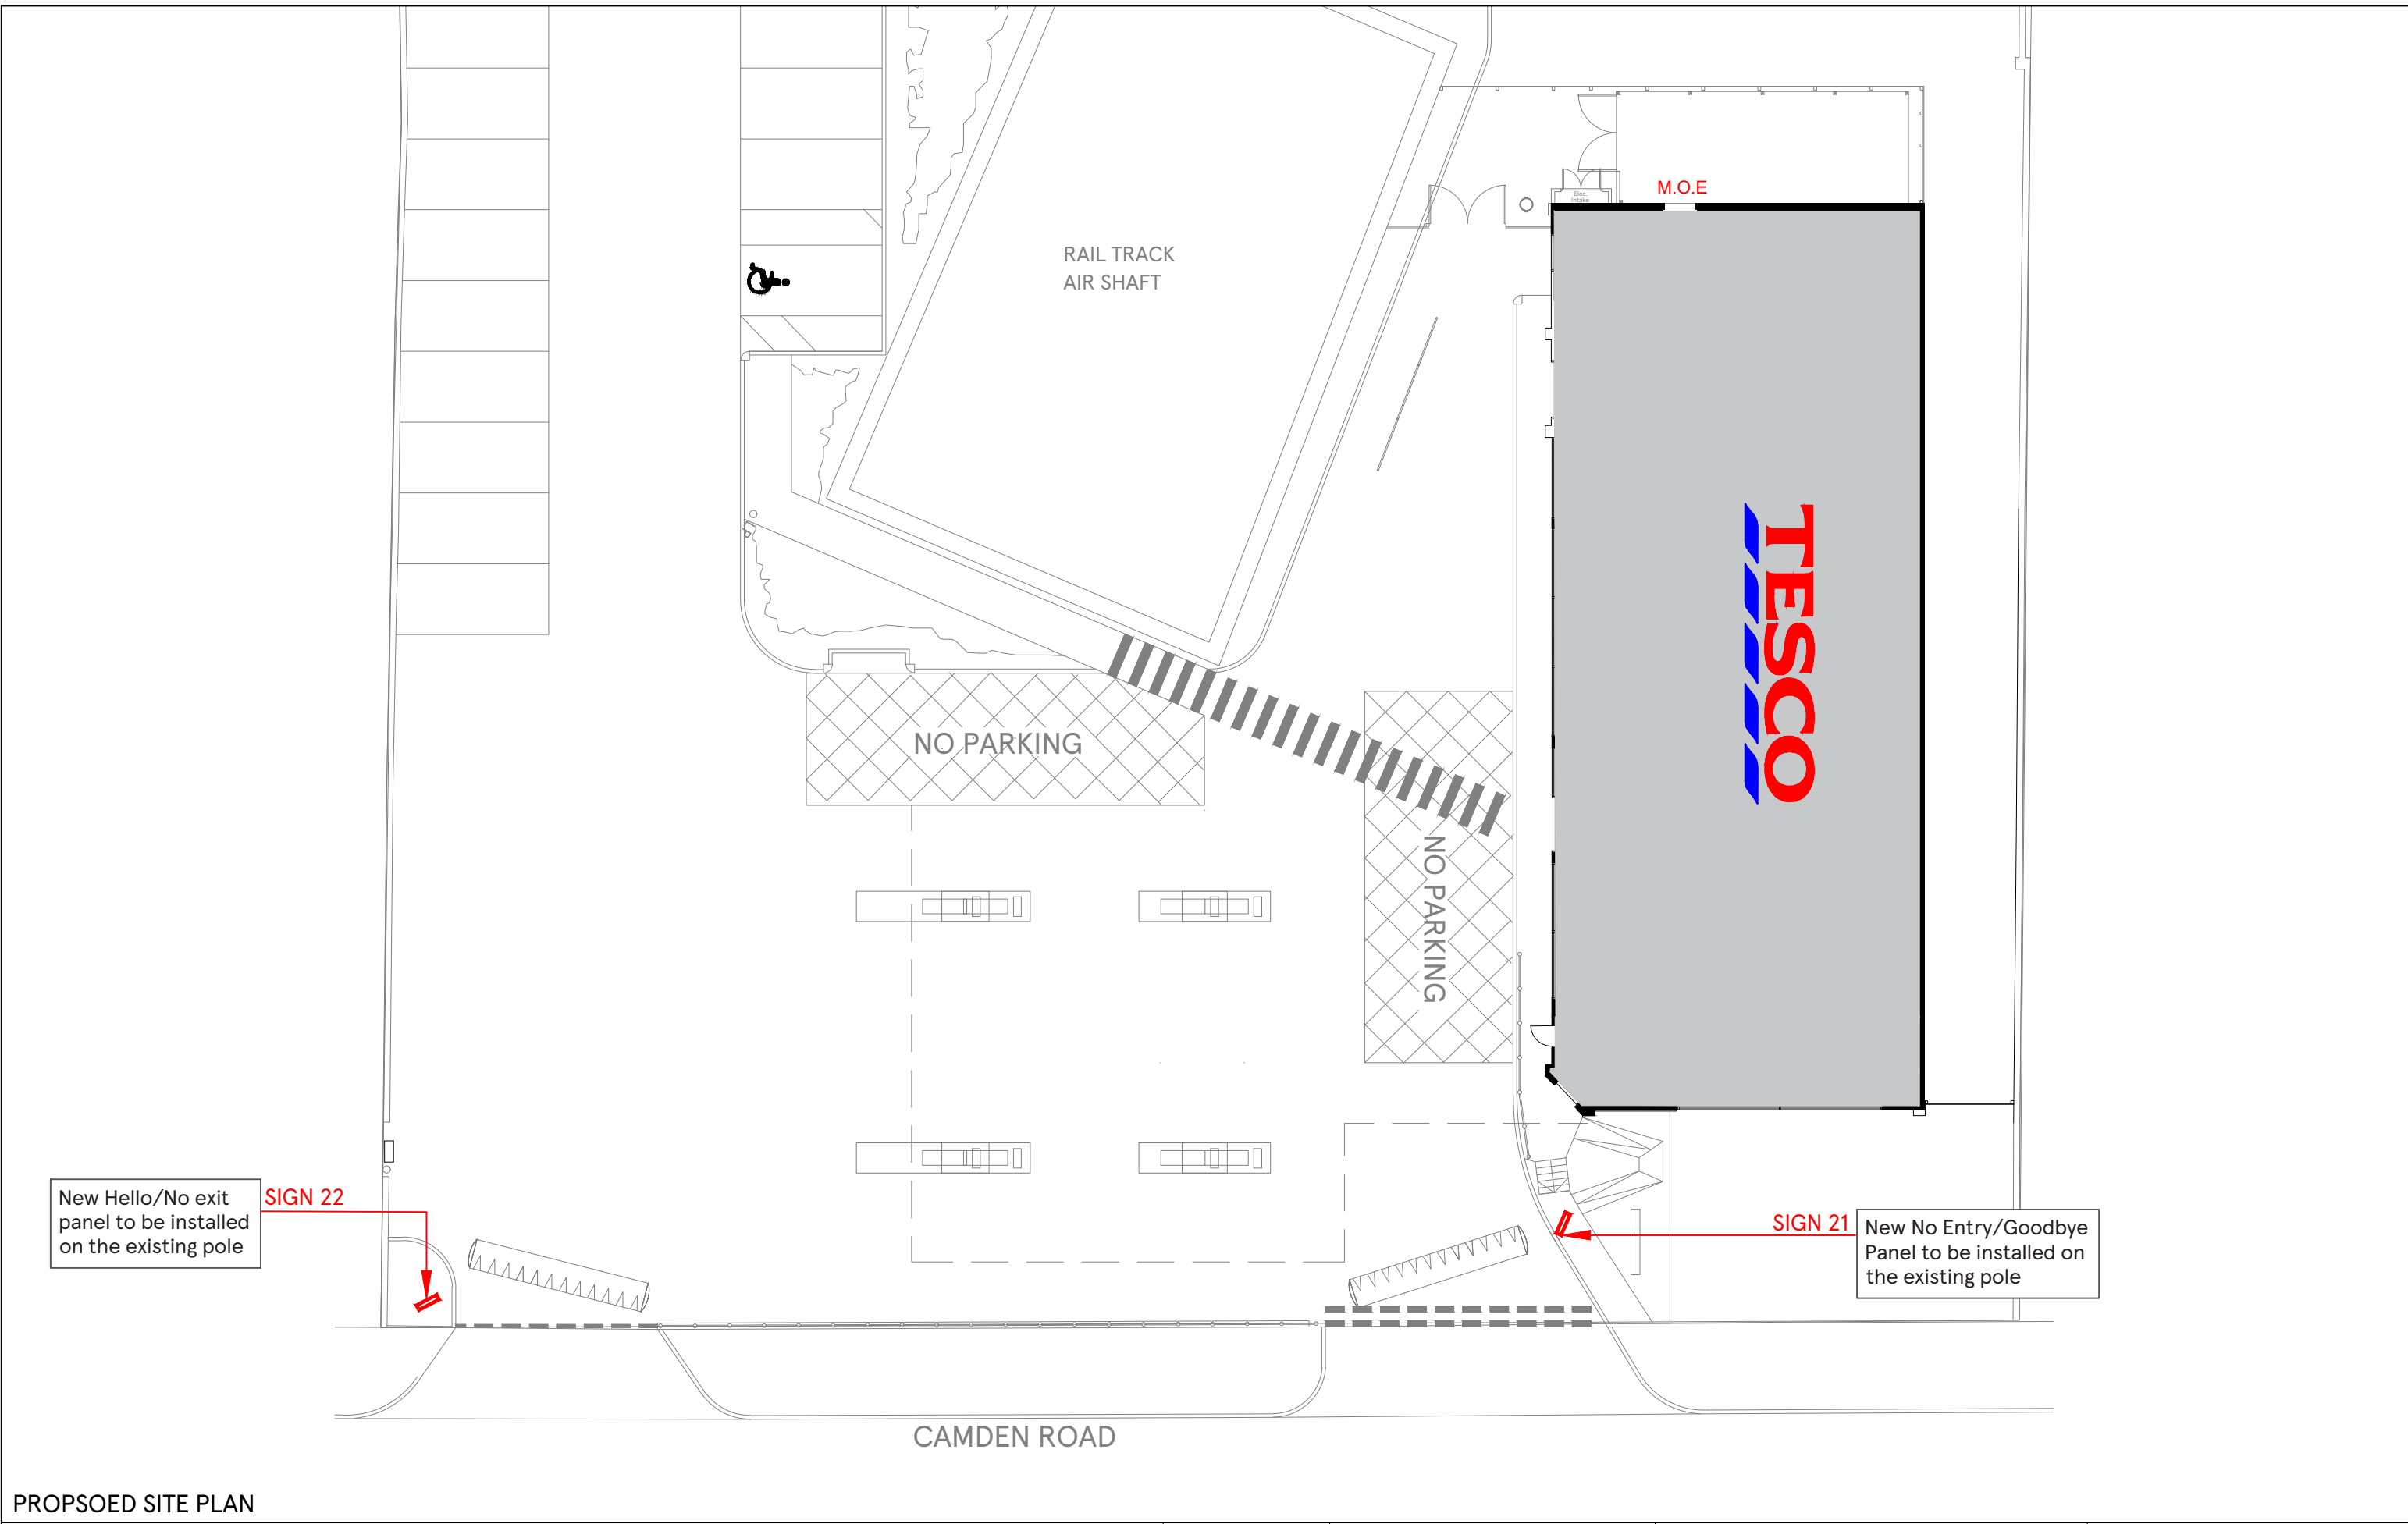 M.O.E
Elec.
Intake
RAIL TRACK
AIR SHAFT
TESCO
NO PARKING
NO PARKING
SIGN 22
New Hello/No exit
panel to be installed
on the existing pole
SIGN 21
New No Entry/Goodbye
Panel to be installed on
the existing pole
CAMDEN ROAD
PROPSOED SITE PLAN